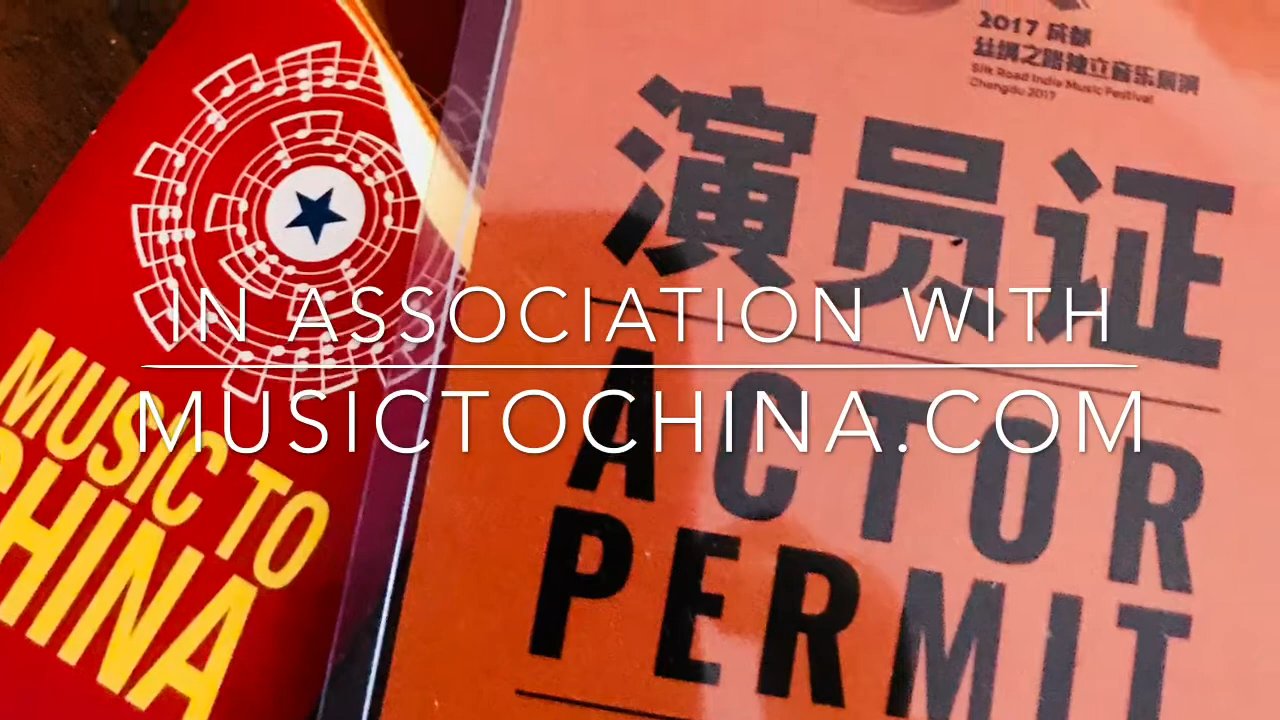 2017 成都
丝绸之路独立音乐展演
Silk Road Indie Music Festival
Chengdu 2017
演员证
IN ASSOCIATION WITH
MUSICTOCHINA.COM
MUSIC TO
CHINA
ACTOR
PERMIT